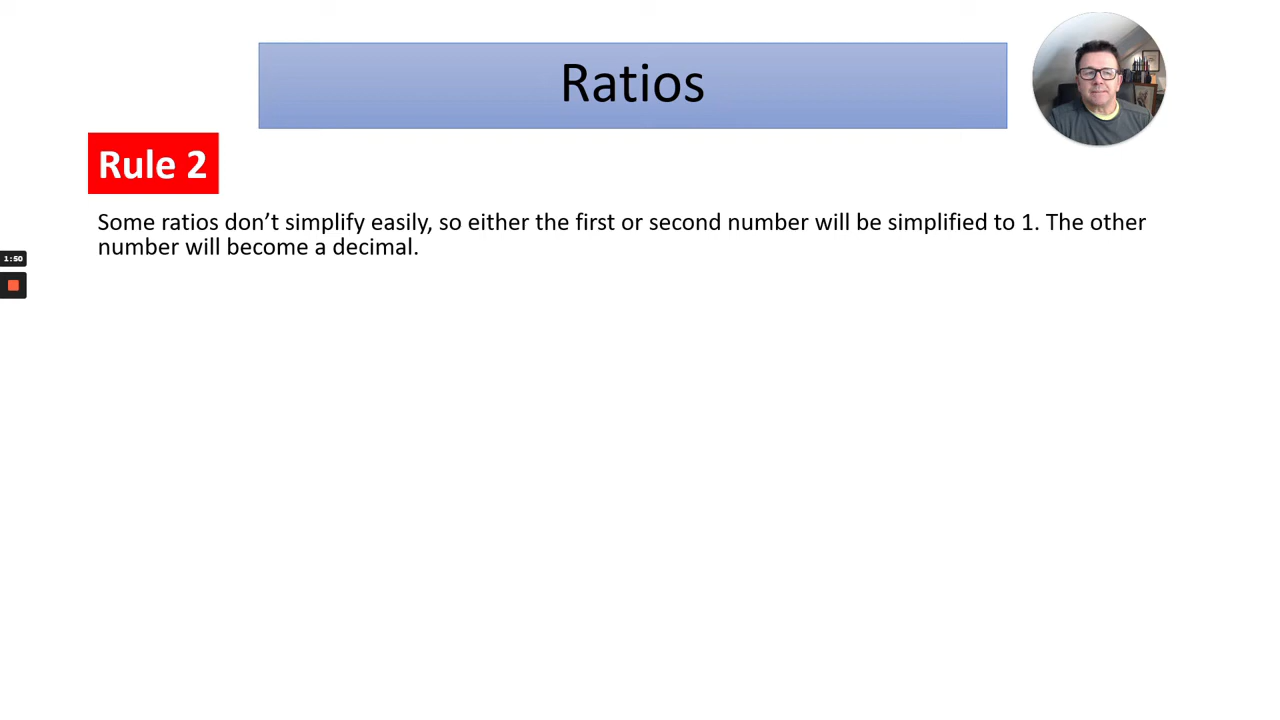 Ratios
Rule 2
Some ratios don’t simplify easily, so either the first or second number will be simplified to 1. The other
number will become a decimal.
1:50